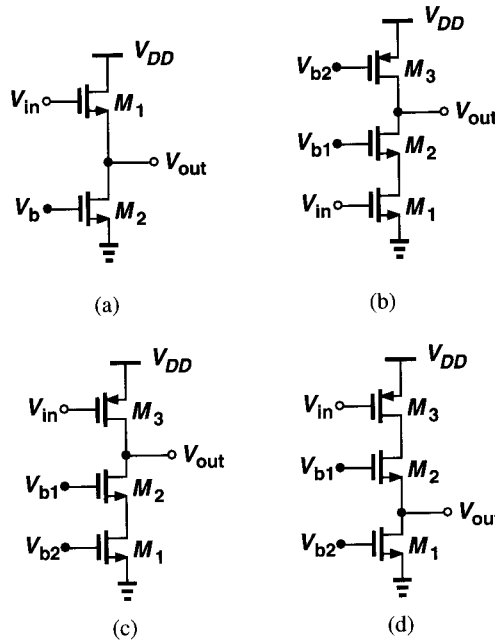 V_DD
V_in M_1
V_out
V_b M_2
(a)
V_DD
V_b2 M_3
V_out
V_b1 M_2
V_in M_1
(b)
V_DD
V_in M_3
V_out
V_b1 M_2
V_b2 M_1
(c)
V_DD
V_in M_3
V_b1 M_2
V_out
V_b2 M_1
(d)